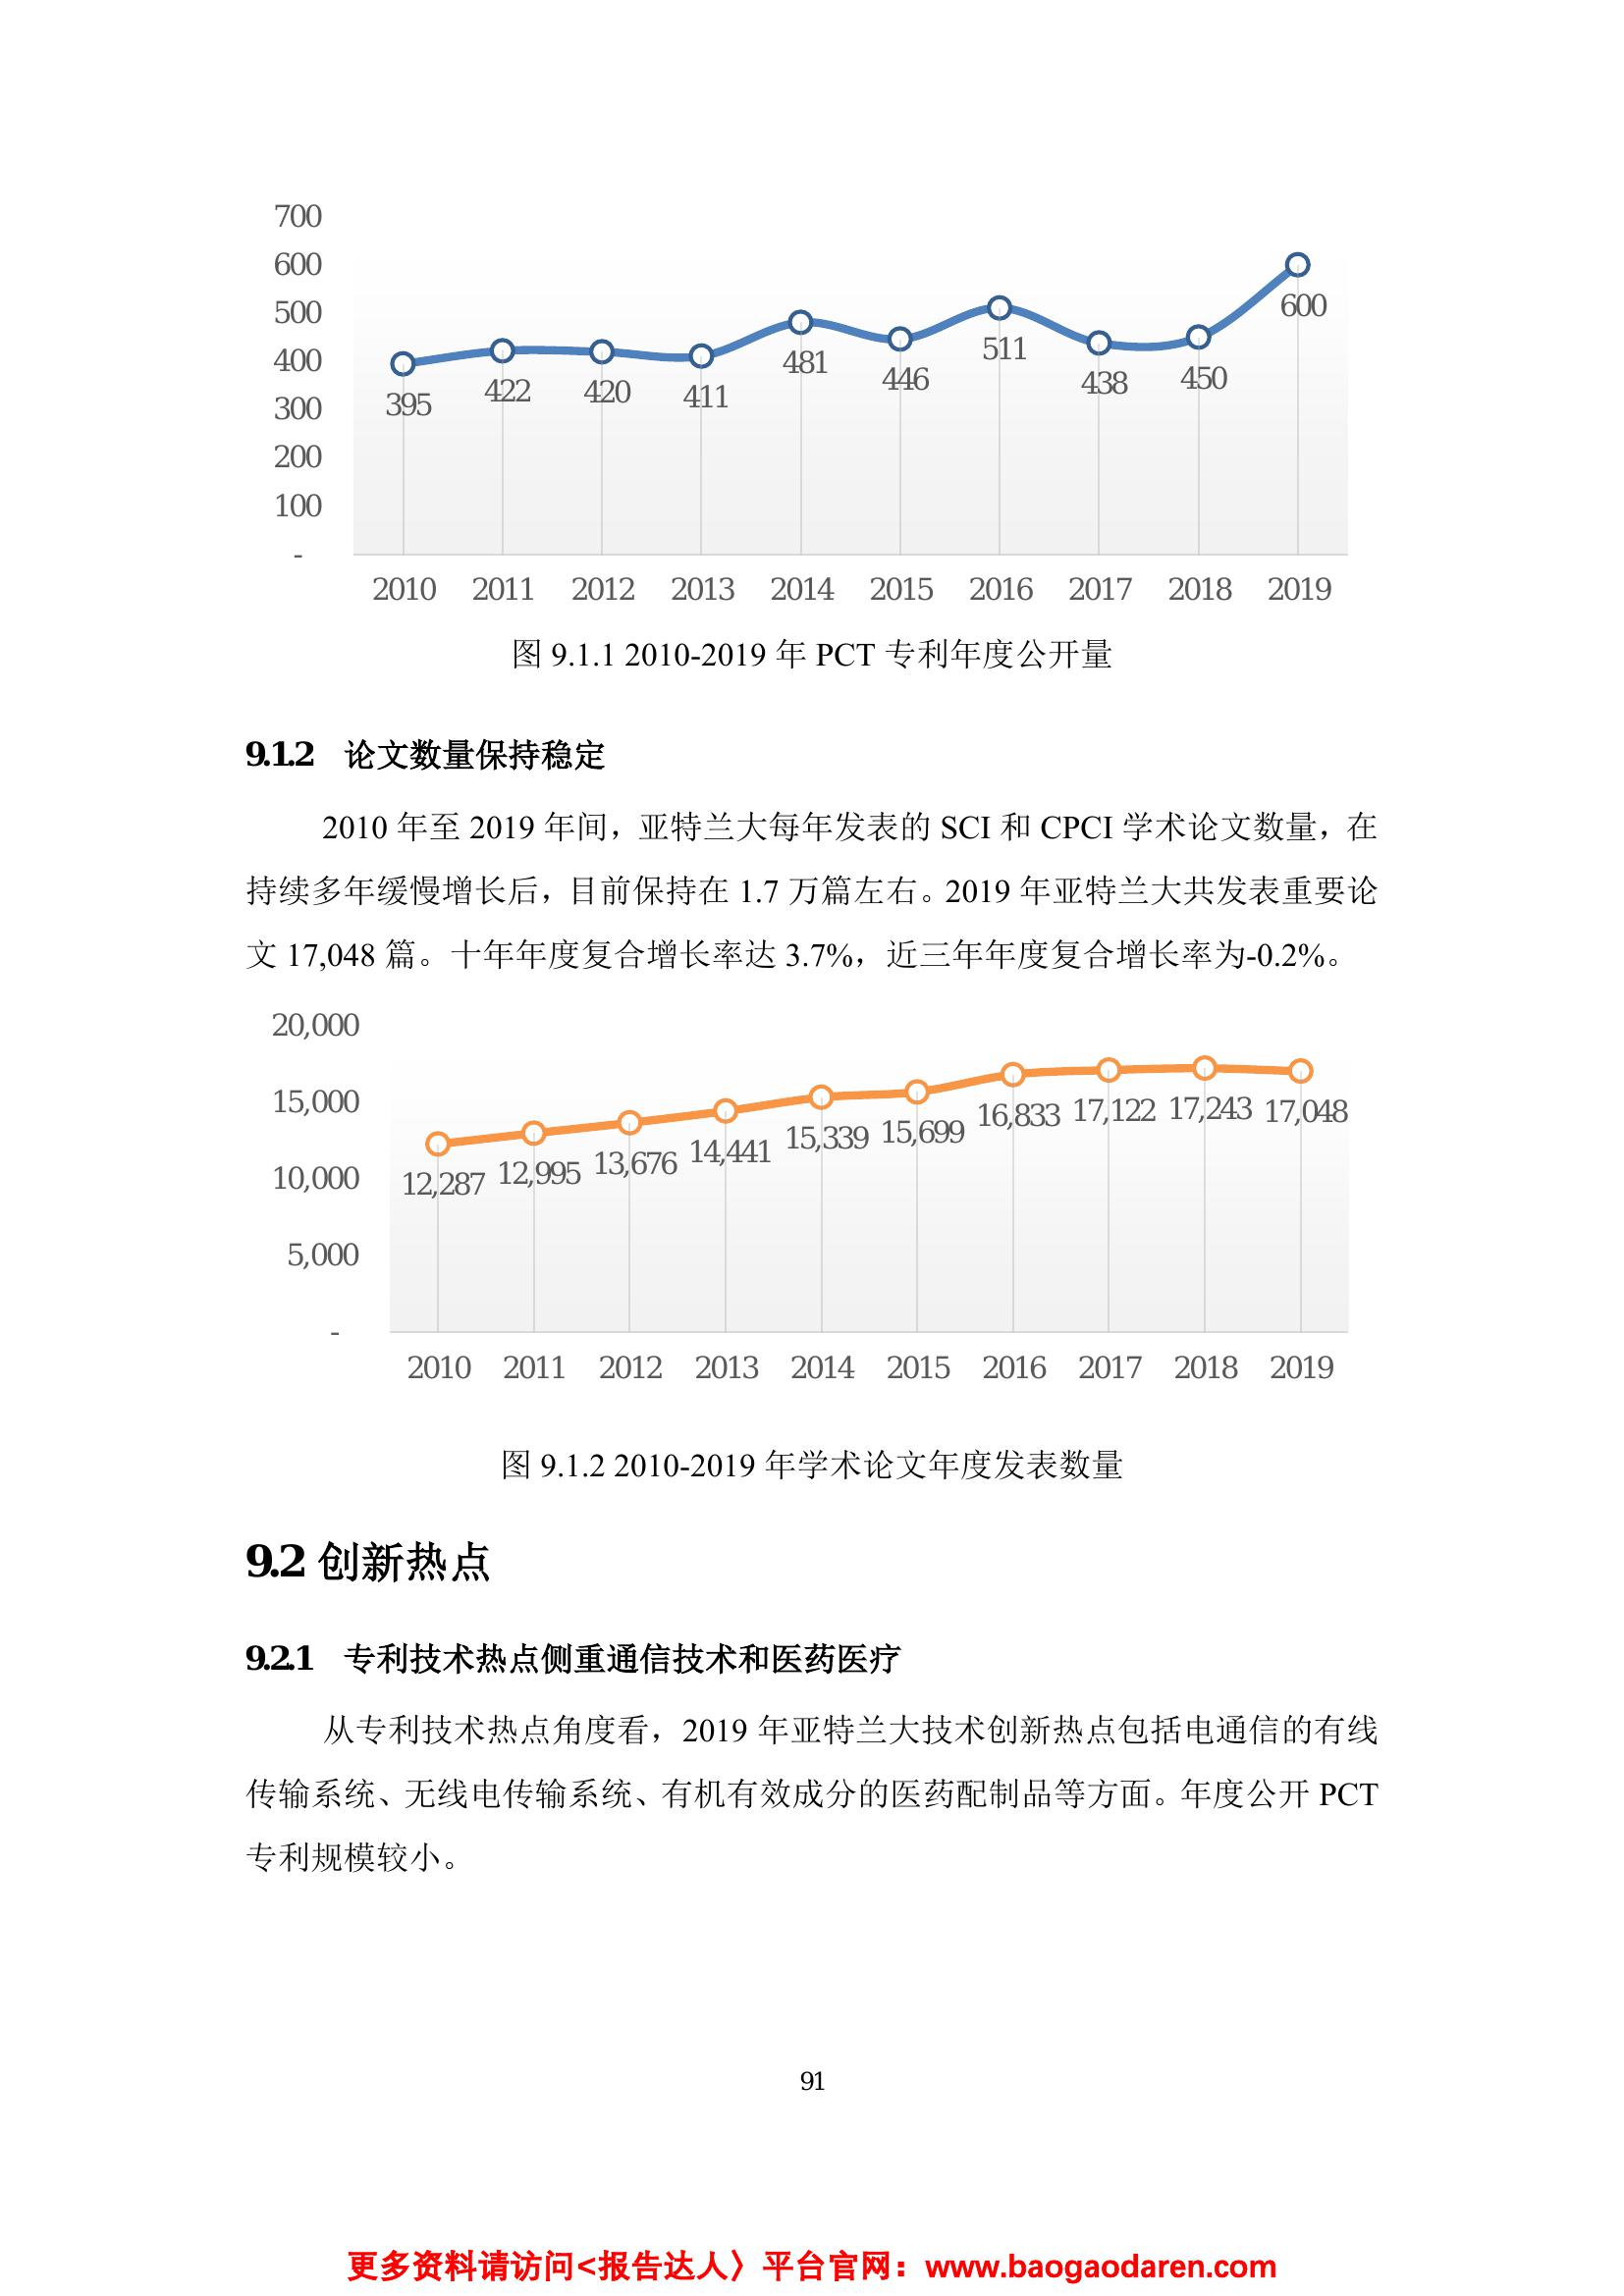 700
600
500
400
300
200
100
-
395
422
420
411
481
446
511
438
450
600
2010 2011 2012 2013 2014 2015 2016 2017 2018 2019
图 9.1.1 2010-2019 年 PCT 专利年度公开量
9.1.2 论文数量保持稳定
2010 年至 2019 年间，亚特兰大每年发表的 SCI 和 CPCI 学术论文数量，在
持续多年缓慢增长后，目前保持在 1.7 万篇左右。2019 年亚特兰大共发表重要论
文 17,048 篇。十年年度复合增长率达 3.7%，近三年年度复合增长率为-0.2%。
20,000
15,000
10,000
5,000
-
12,287
12,995
13,676
14,441
15,339
15,699
16,833
17,122
17,243
17,048
2010 2011 2012 2013 2014 2015 2016 2017 2018 2019
图 9.1.2 2010-2019 年学术论文年度发表数量
9.2 创新热点
9.2.1 专利技术热点侧重通信技术和医药医疗
从专利技术热点角度看，2019 年亚特兰大技术创新热点包括电通信的有线
传输系统、无线电传输系统、有机有效成分的医药配制品等方面。年度公开 PCT
专利规模较小。
91
更多资料请访问<报告达人〉平台官网：www.baogaodaren.com